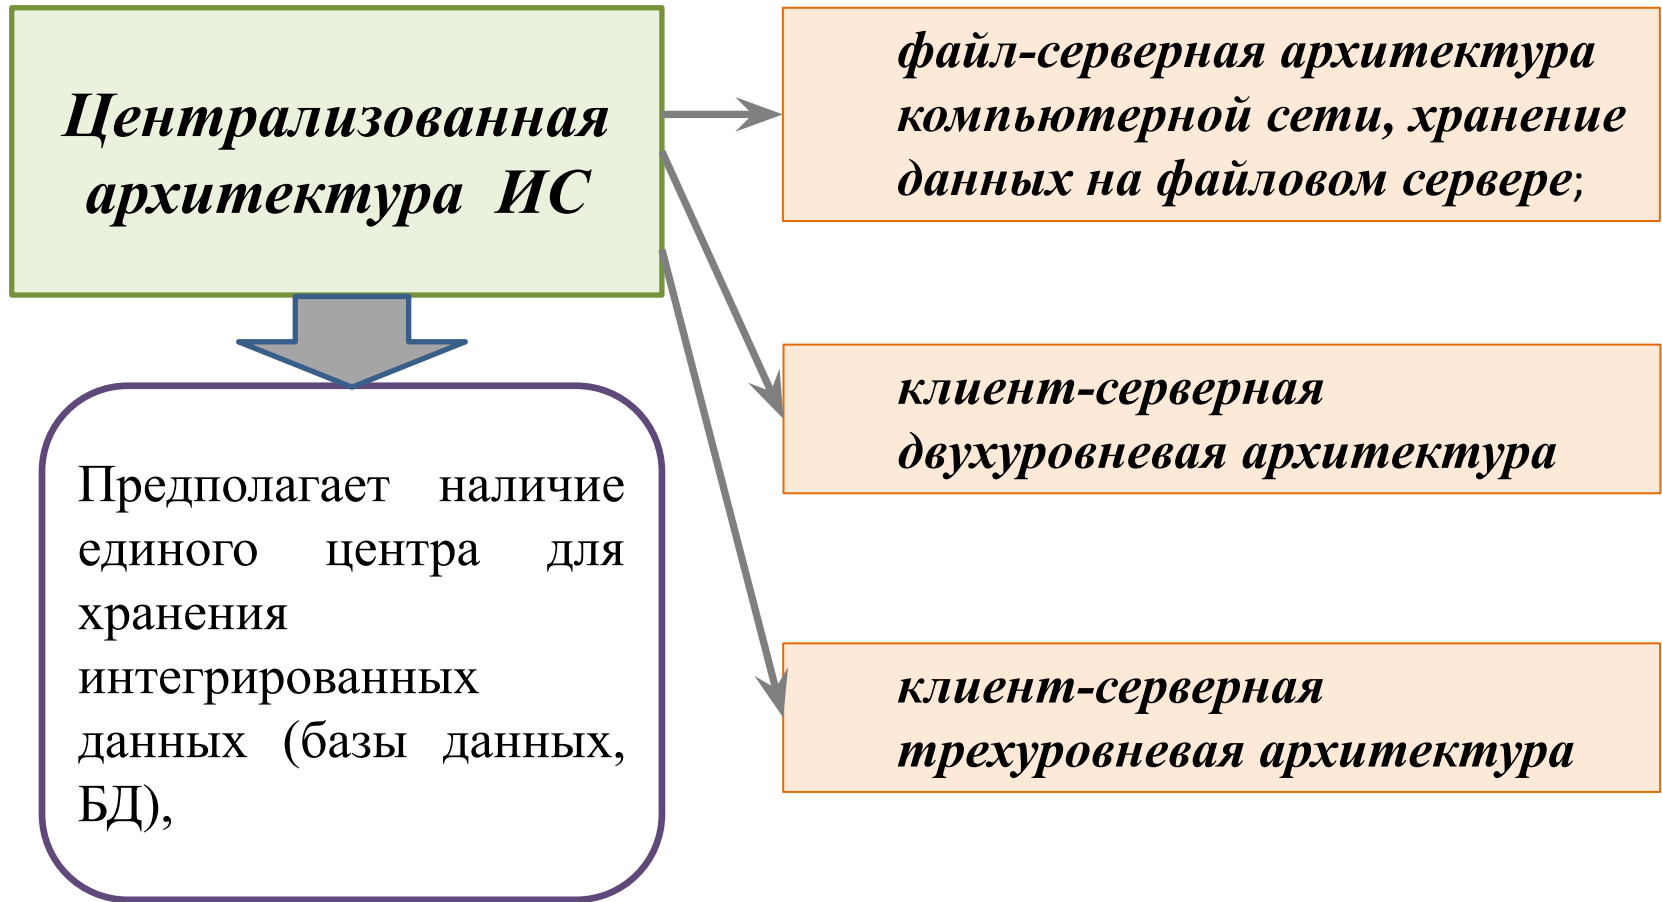 Централизованная
архитектура ИС
Предполагает наличие
единого центра для
хранения
интегрированных
данных (базы данных,
БД),
файл-серверная архитектура
компьютерной сети, хранение
данных на файловом сервере;
клиент-серверная
двухуровневая архитектура
клиент-серверная
трехуровневая архитектура